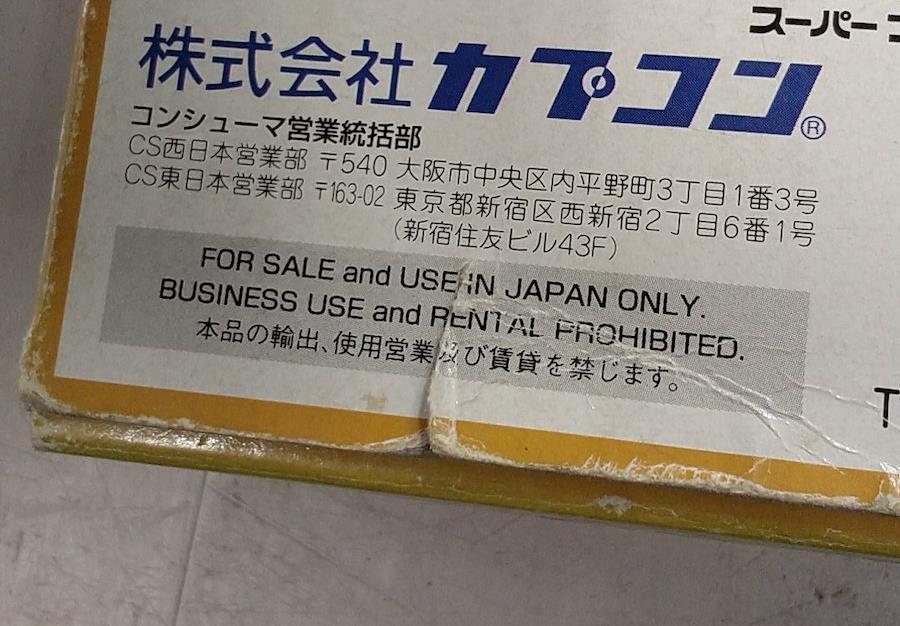 スーパー
株式会社カプコン®
コンシューマ営業統括部
CS西日本営業部 〒540 大阪市中央区内平野町3丁目1番3号
CS東日本営業部 〒163-02 東京都新宿区西新宿2丁目6番1号
(新宿住友ビル43F)
FOR SALE and USE IN JAPAN ONLY.
BUSINESS USE and RENTAL PROHIBITED.
本品の輸出、使用営業及び賃貸を禁じます。
T